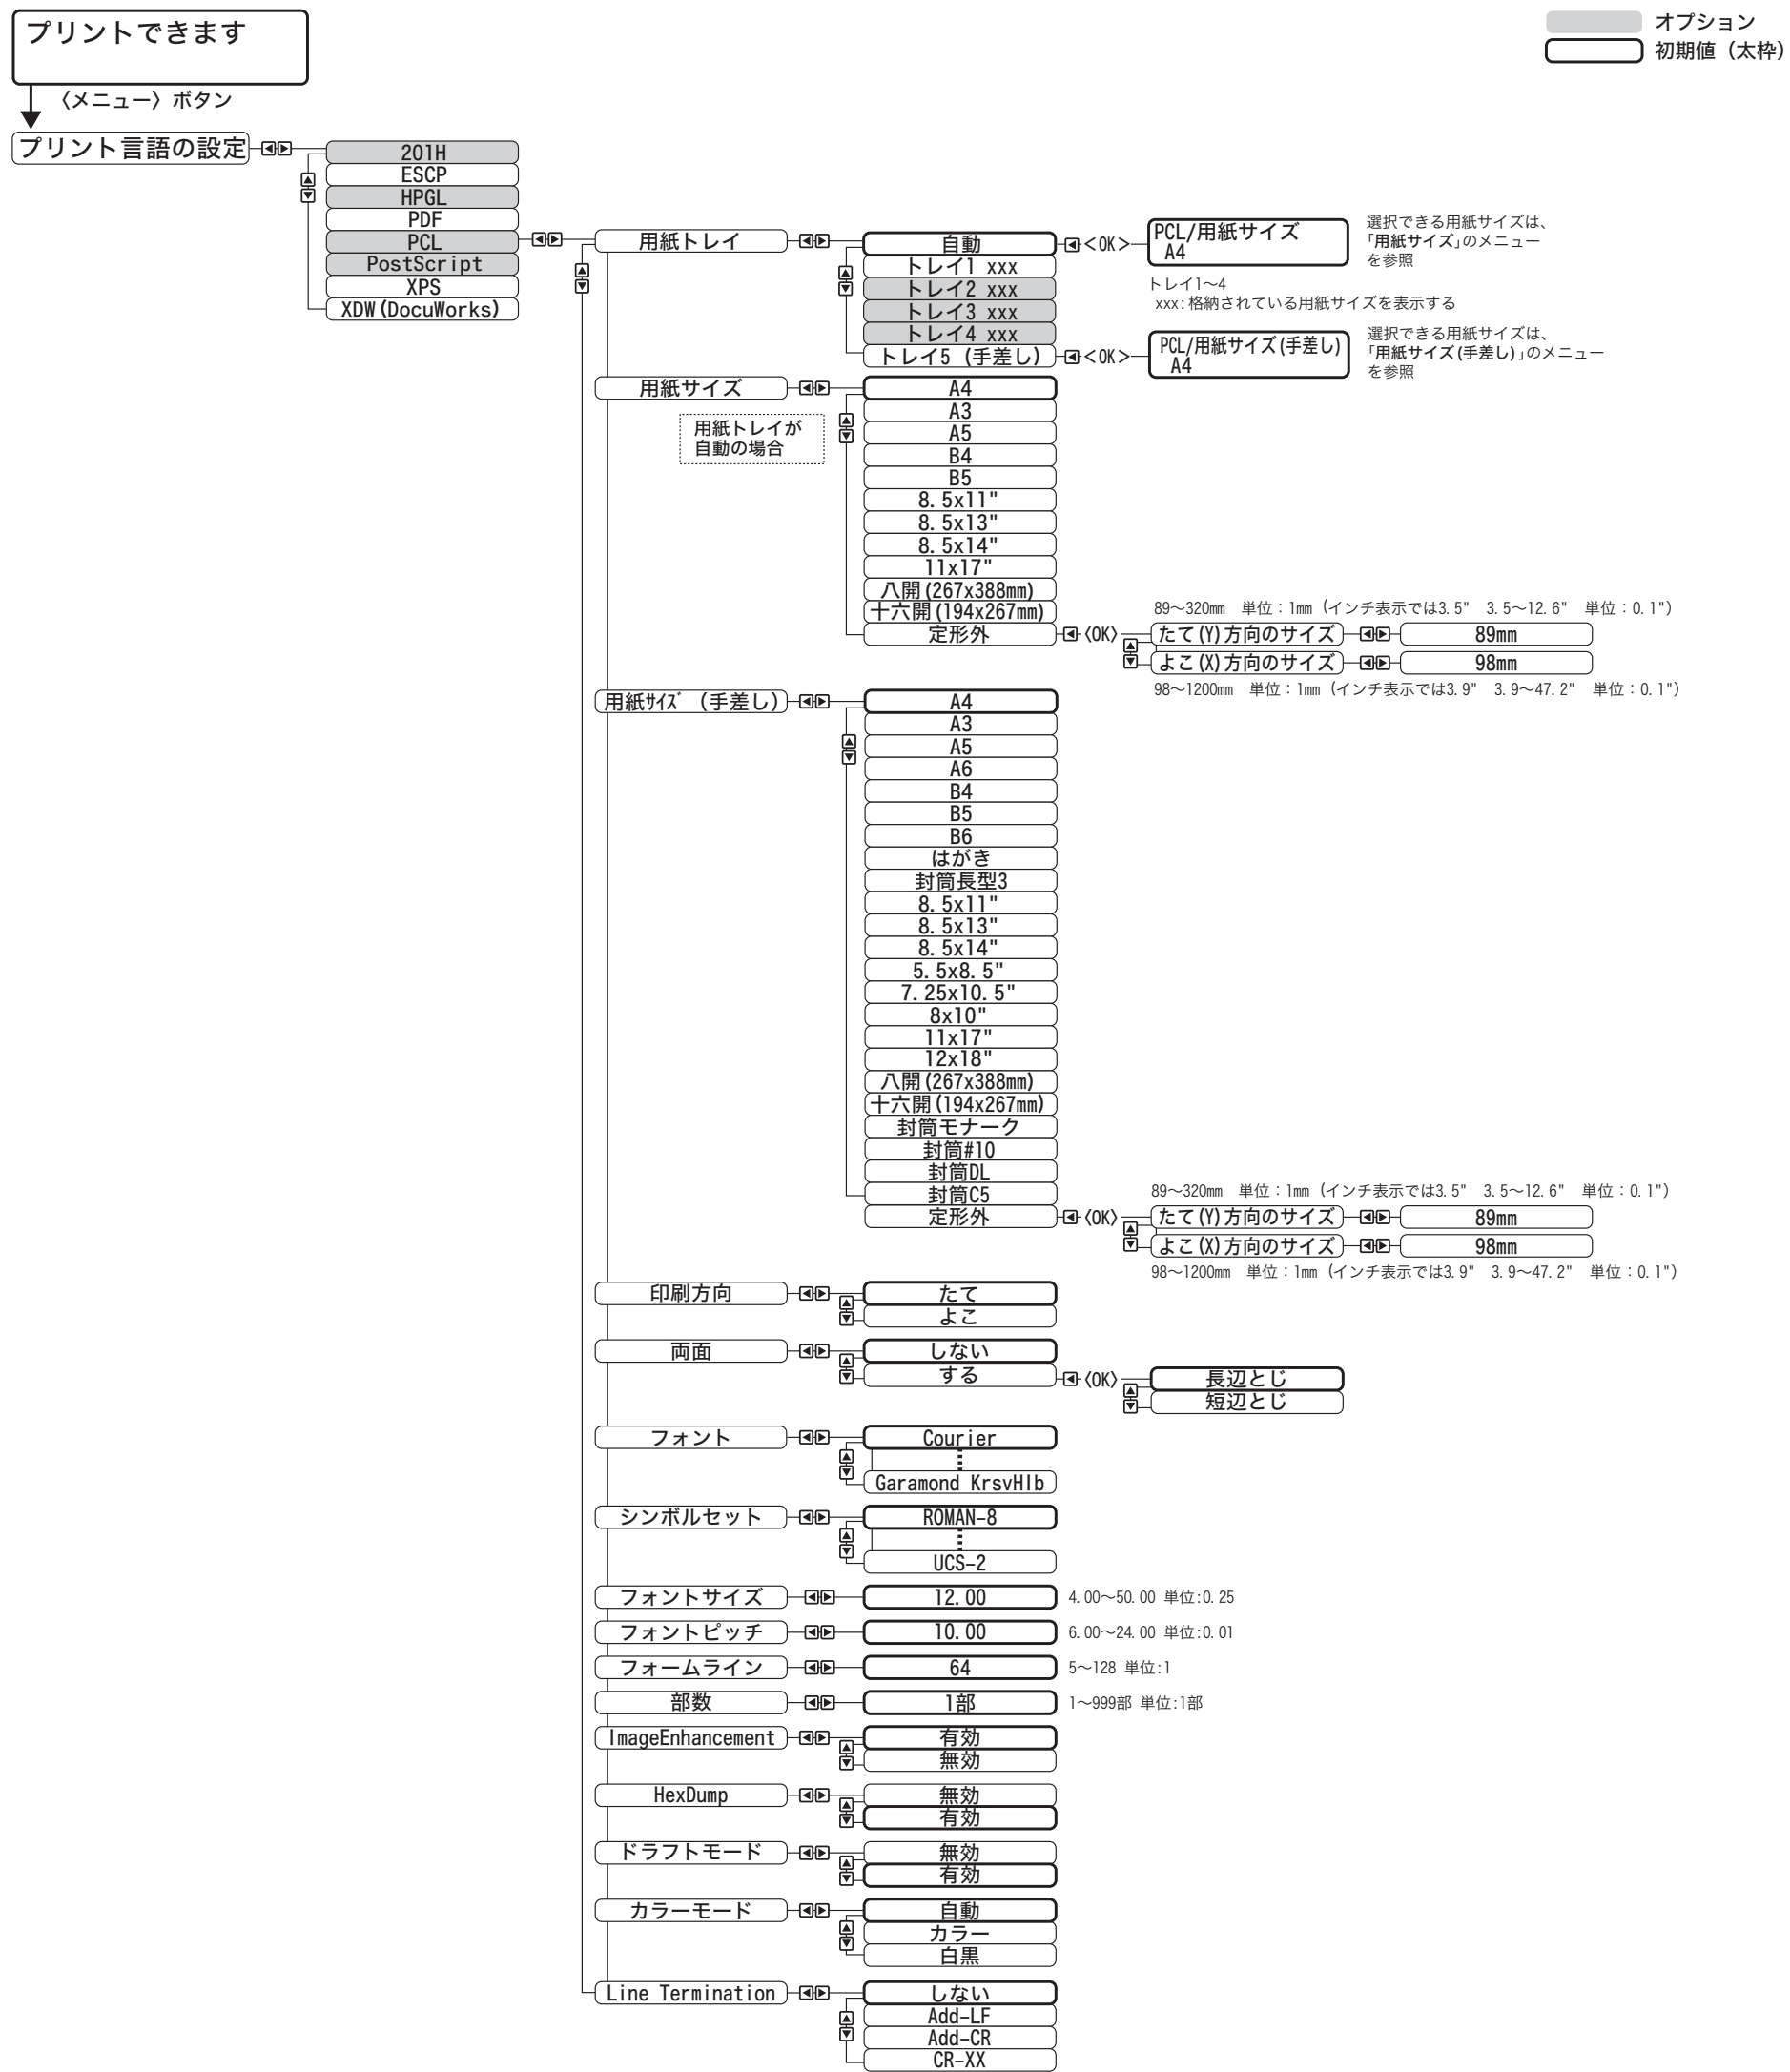 プリントできます
オプション
初期値（太枠）
〈メニュー〉ボタン
プリント言語の設定
201H
ESCP
HPGL
PDF
PCL
PostScript
XPS
XDW(DocuWorks)
用紙トレイ
自動
<OK>
PCL/用紙サイズ
A4
選択できる用紙サイズは、
「用紙サイズ」のメニュー
を参照
トレイ1 xxx
トレイ2 xxx
トレイ3 xxx
トレイ4 xxx
トレイ1～4
xxx:格納されている用紙サイズを表示する
トレイ5 (手差し)
<OK>
PCL/用紙サイズ(手差し)
A4
選択できる用紙サイズは、
「用紙サイズ(手差し)」のメニュー
を参照
用紙サイズ
用紙トレイが
自動の場合
A4
A3
A5
B4
B5
8.5x11"
8.5x13"
8.5x14"
11x17"
八開(267x388mm)
十六開(194x267mm)
定形外
〈OK〉
89～320mm 単位：1mm（インチ表示では3.5" 3.5～12.6" 単位：0.1"）
たて(Y)方向のサイズ
89mm
よこ(X)方向のサイズ
98mm
98～1200mm 単位：1mm（インチ表示では3.9" 3.9～47.2" 単位：0.1"）
用紙ｻｲｽﾞ（手差し）
A4
A3
A5
A6
B4
B5
B6
はがき
封筒長型3
8.5x11"
8.5x13"
8.5x14"
5.5x8.5"
7.25x10.5"
8x10"
11x17"
12x18"
八開(267x388mm)
十六開(194x267mm)
封筒モナーク
封筒#10
封筒DL
封筒C5
定形外
〈OK〉
89～320mm 単位：1mm（インチ表示では3.5" 3.5～12.6" 単位：0.1"）
たて(Y)方向のサイズ
89mm
よこ(X)方向のサイズ
98mm
98～1200mm 単位：1mm（インチ表示では3.9" 3.9～47.2" 単位：0.1"）
印刷方向
たて
よこ
両面
しない
する
〈OK〉
長辺とじ
短辺とじ
フォント
Courier
Garamond KrsvHlb
シンボルセット
ROMAN-8
UCS-2
フォントサイズ
12.00
4.00～50.00 単位:0.25
フォントピッチ
10.00
6.00～24.00 単位:0.01
フォームライン
64
5～128 単位:1
部数
1部
1～999部 単位:1部
ImageEnhancement
有効
無効
HexDump
無効
有効
ドラフトモード
無効
有効
カラーモード
自動
カラー
白黒
Line Termination
しない
Add-LF
Add-CR
CR-XX